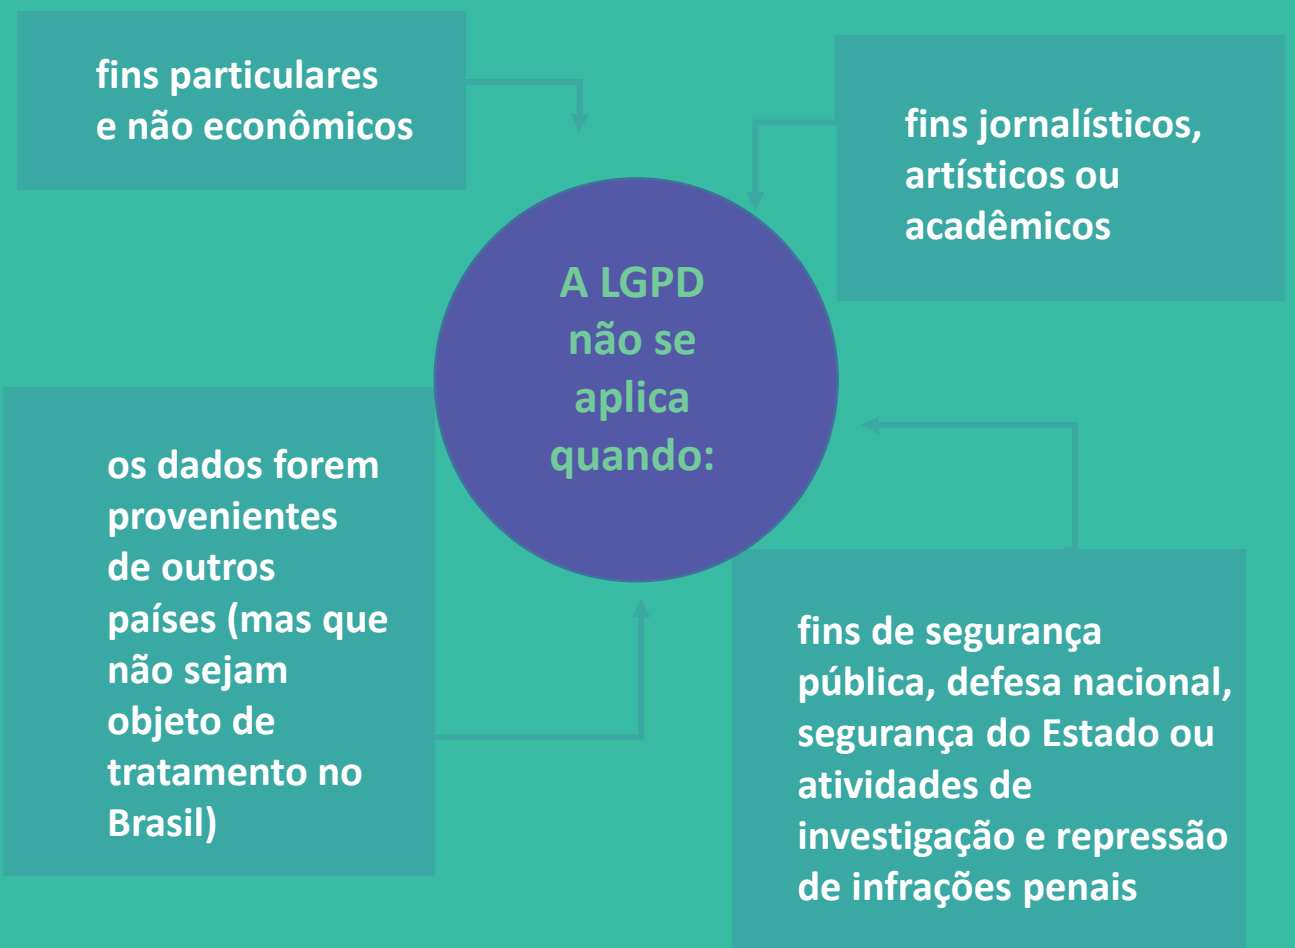 fins particulares
e não econômicos
fins jornalísticos,
artísticos ou
acadêmicos
A LGPD
não se
aplica
quando:
os dados forem
provenientes
de outros
países (mas que
não sejam
objeto de
tratamento no
Brasil)
fins de segurança
pública, defesa nacional,
segurança do Estado ou
atividades de
investigação e repressão
de infrações penais